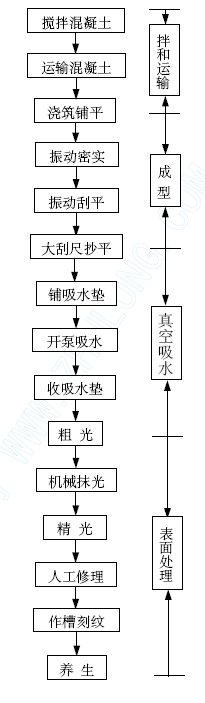 搅拌混凝土
运输混凝土
浇筑铺平
振动密实
振动刮平
大刮尺抄平
铺吸水垫
开泵吸水
收吸水垫
粗 光
机械抹光
精 光
人工修理
作槽刻纹
养 生
拌和运输
成型
真空吸水
表面处理